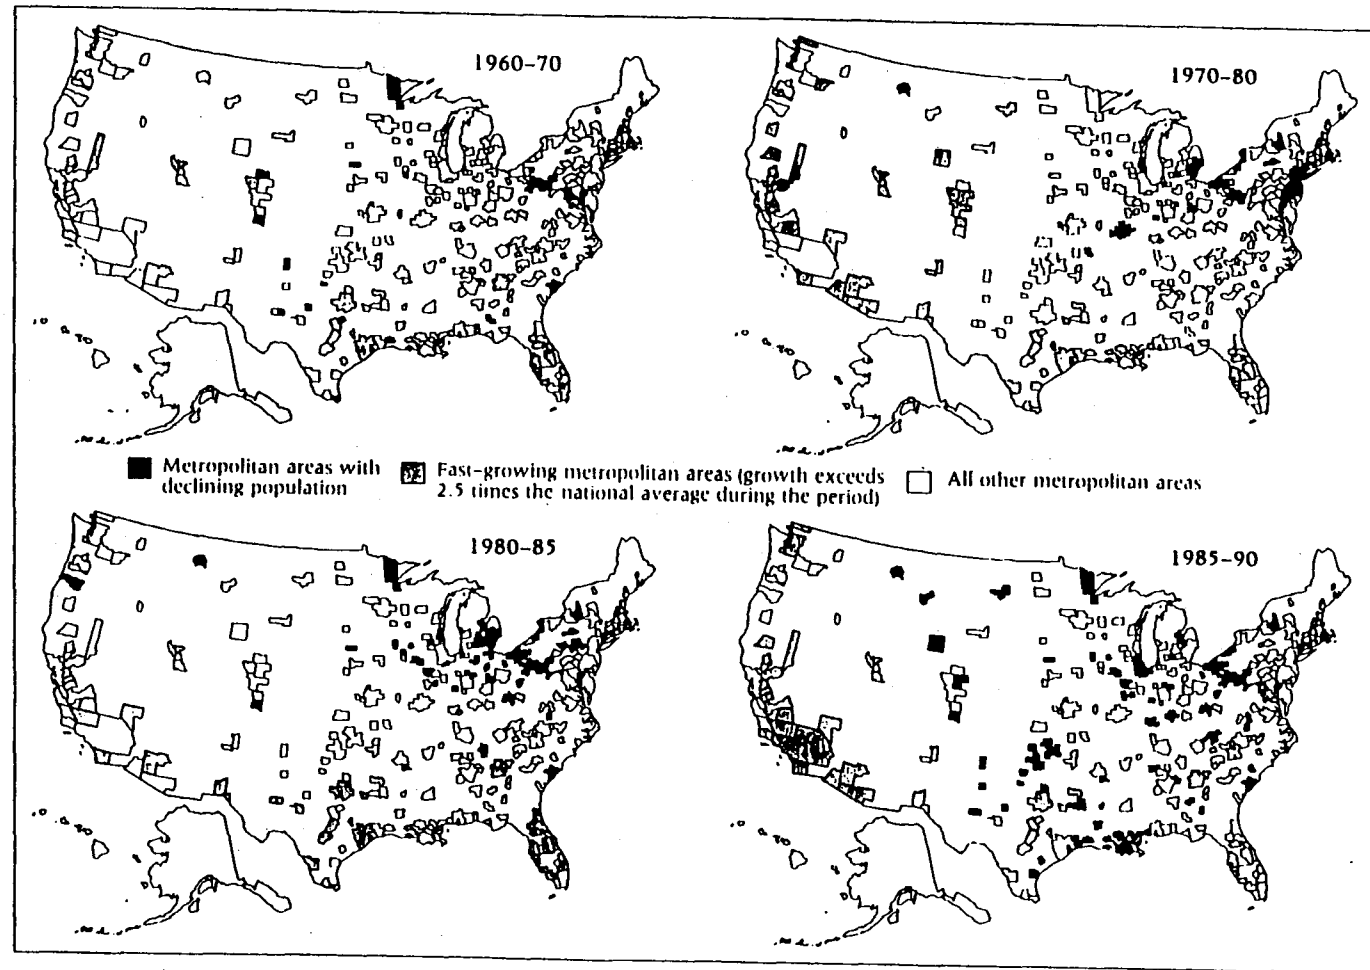 1960-70
1970-80
Metropolitan areas with
declining population
Fast-growing metropolitan areas (growth exceeds
2.5 times the national average during the period)
All other metropolitan areas
1980-85
1985-90